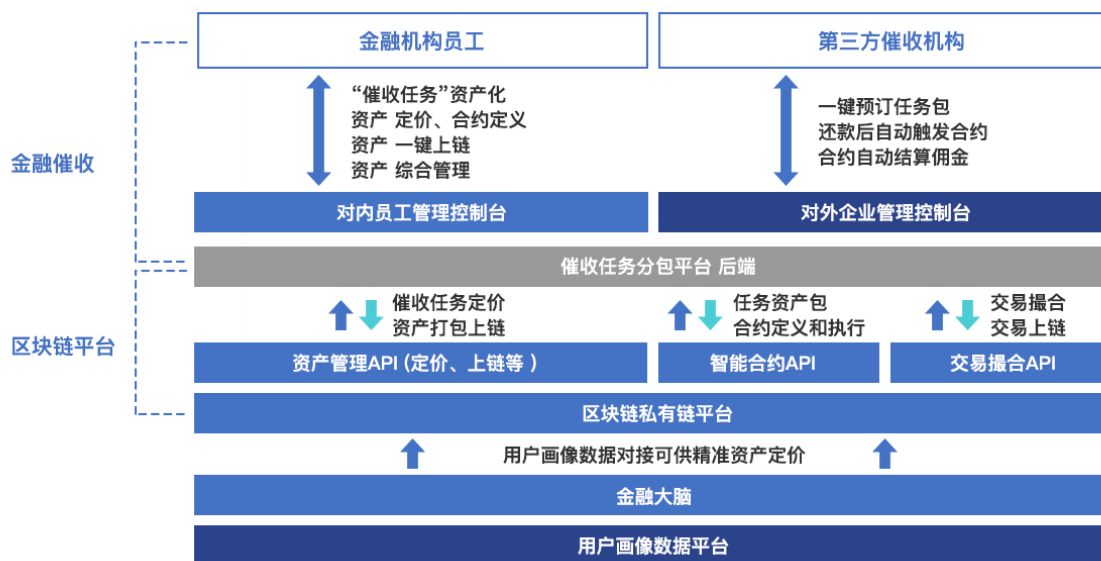 金融机构员工
第三方催收机构
“催收任务”资产化
资产 定价、合约定义
资产 一键上链
资产 综合管理
一键预订任务包
还款后自动触发合约
合约自动结算佣金
金融催收
对内员工管理控制台
对外企业管理控制台
催收任务分包平台 后端
催收任务定价
资产打包上链
任务资产包
合约定义和执行
交易撮合
交易上链
区块链平台
资产管理API（定价、上链等 ）
智能合约API
交易撮合API
区块链私有链平台
用户画像数据对接可供精准资产定价
金融大脑
用户画像数据平台